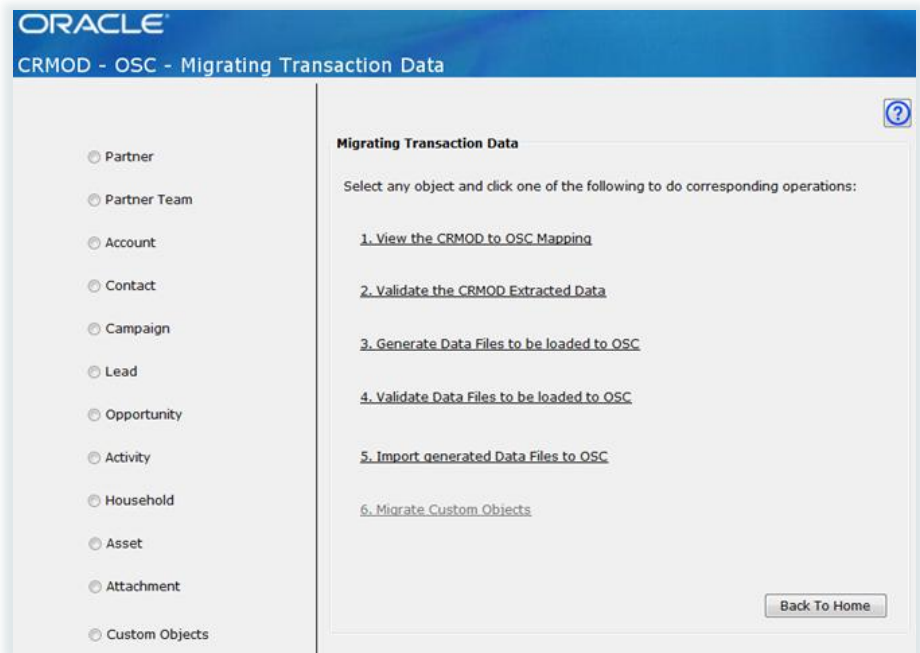 ORACLE
CRMOD - OSC - Migrating Transaction Data
Partner
Partner Team
Account
Contact
Campaign
Lead
Opportunity
Activity
Household
Asset
Attachment
Custom Objects
?
Migrating Transaction Data
Select any object and click one of the following to do corresponding operations:
1. View the CRMOD to OSC Mapping
2. Validate the CRMOD Extracted Data
3. Generate Data Files to be loaded to OSC
4. Validate Data Files to be loaded to OSC
5. Import generated Data Files to OSC
6. Migrate Custom Objects
Back To Home